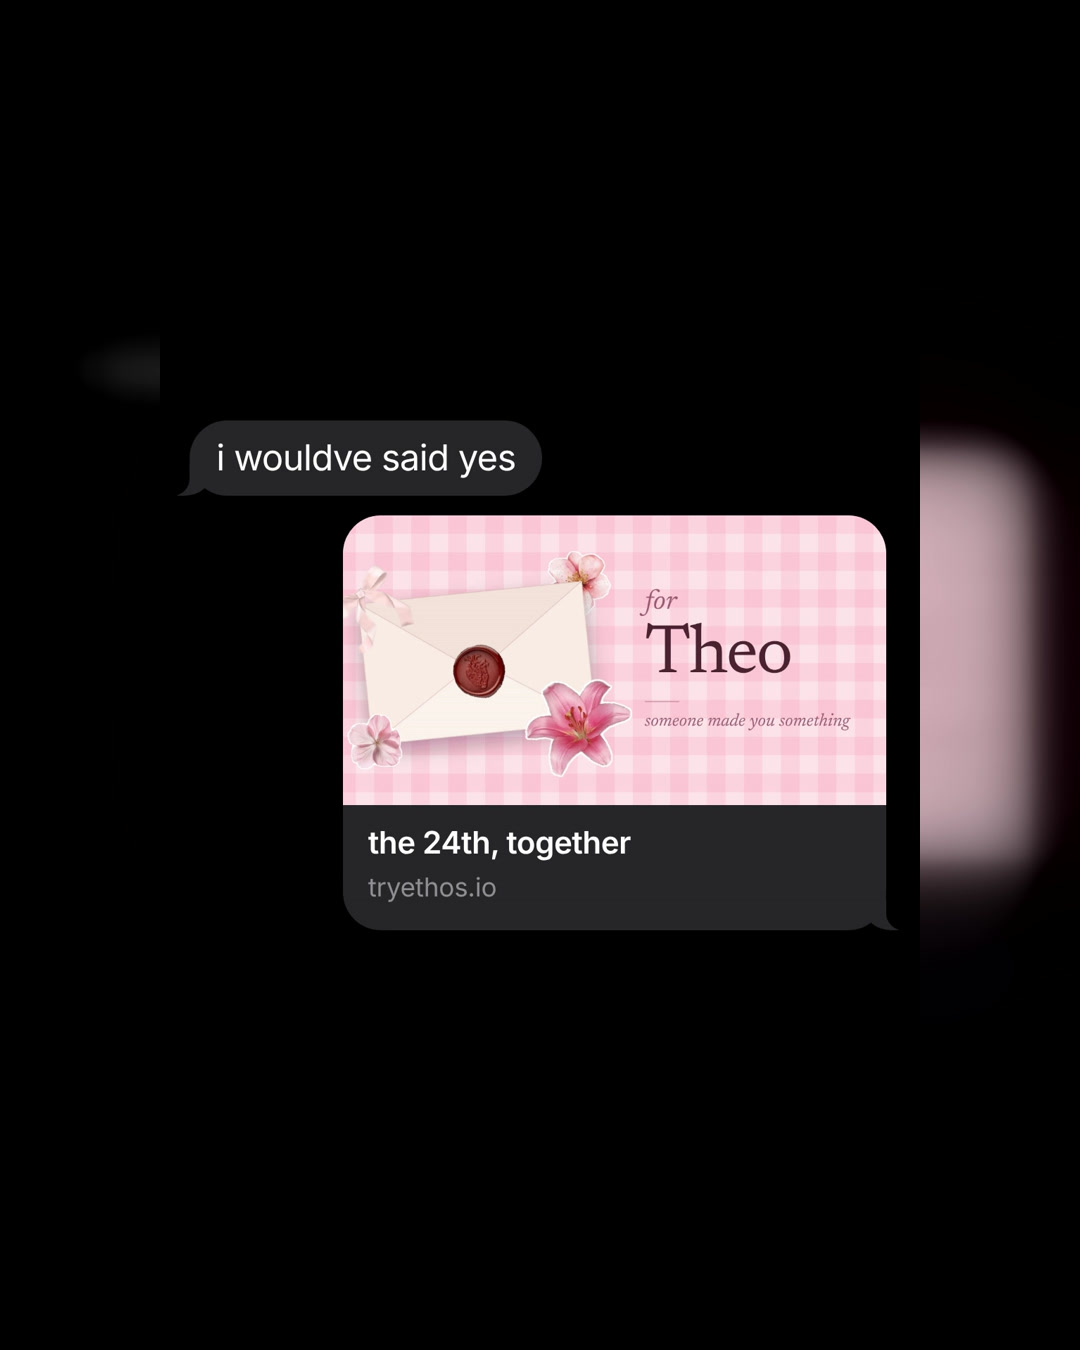 i wouldve said yes
for
Theo
someone made you something
the 24th, together
tryethos.io